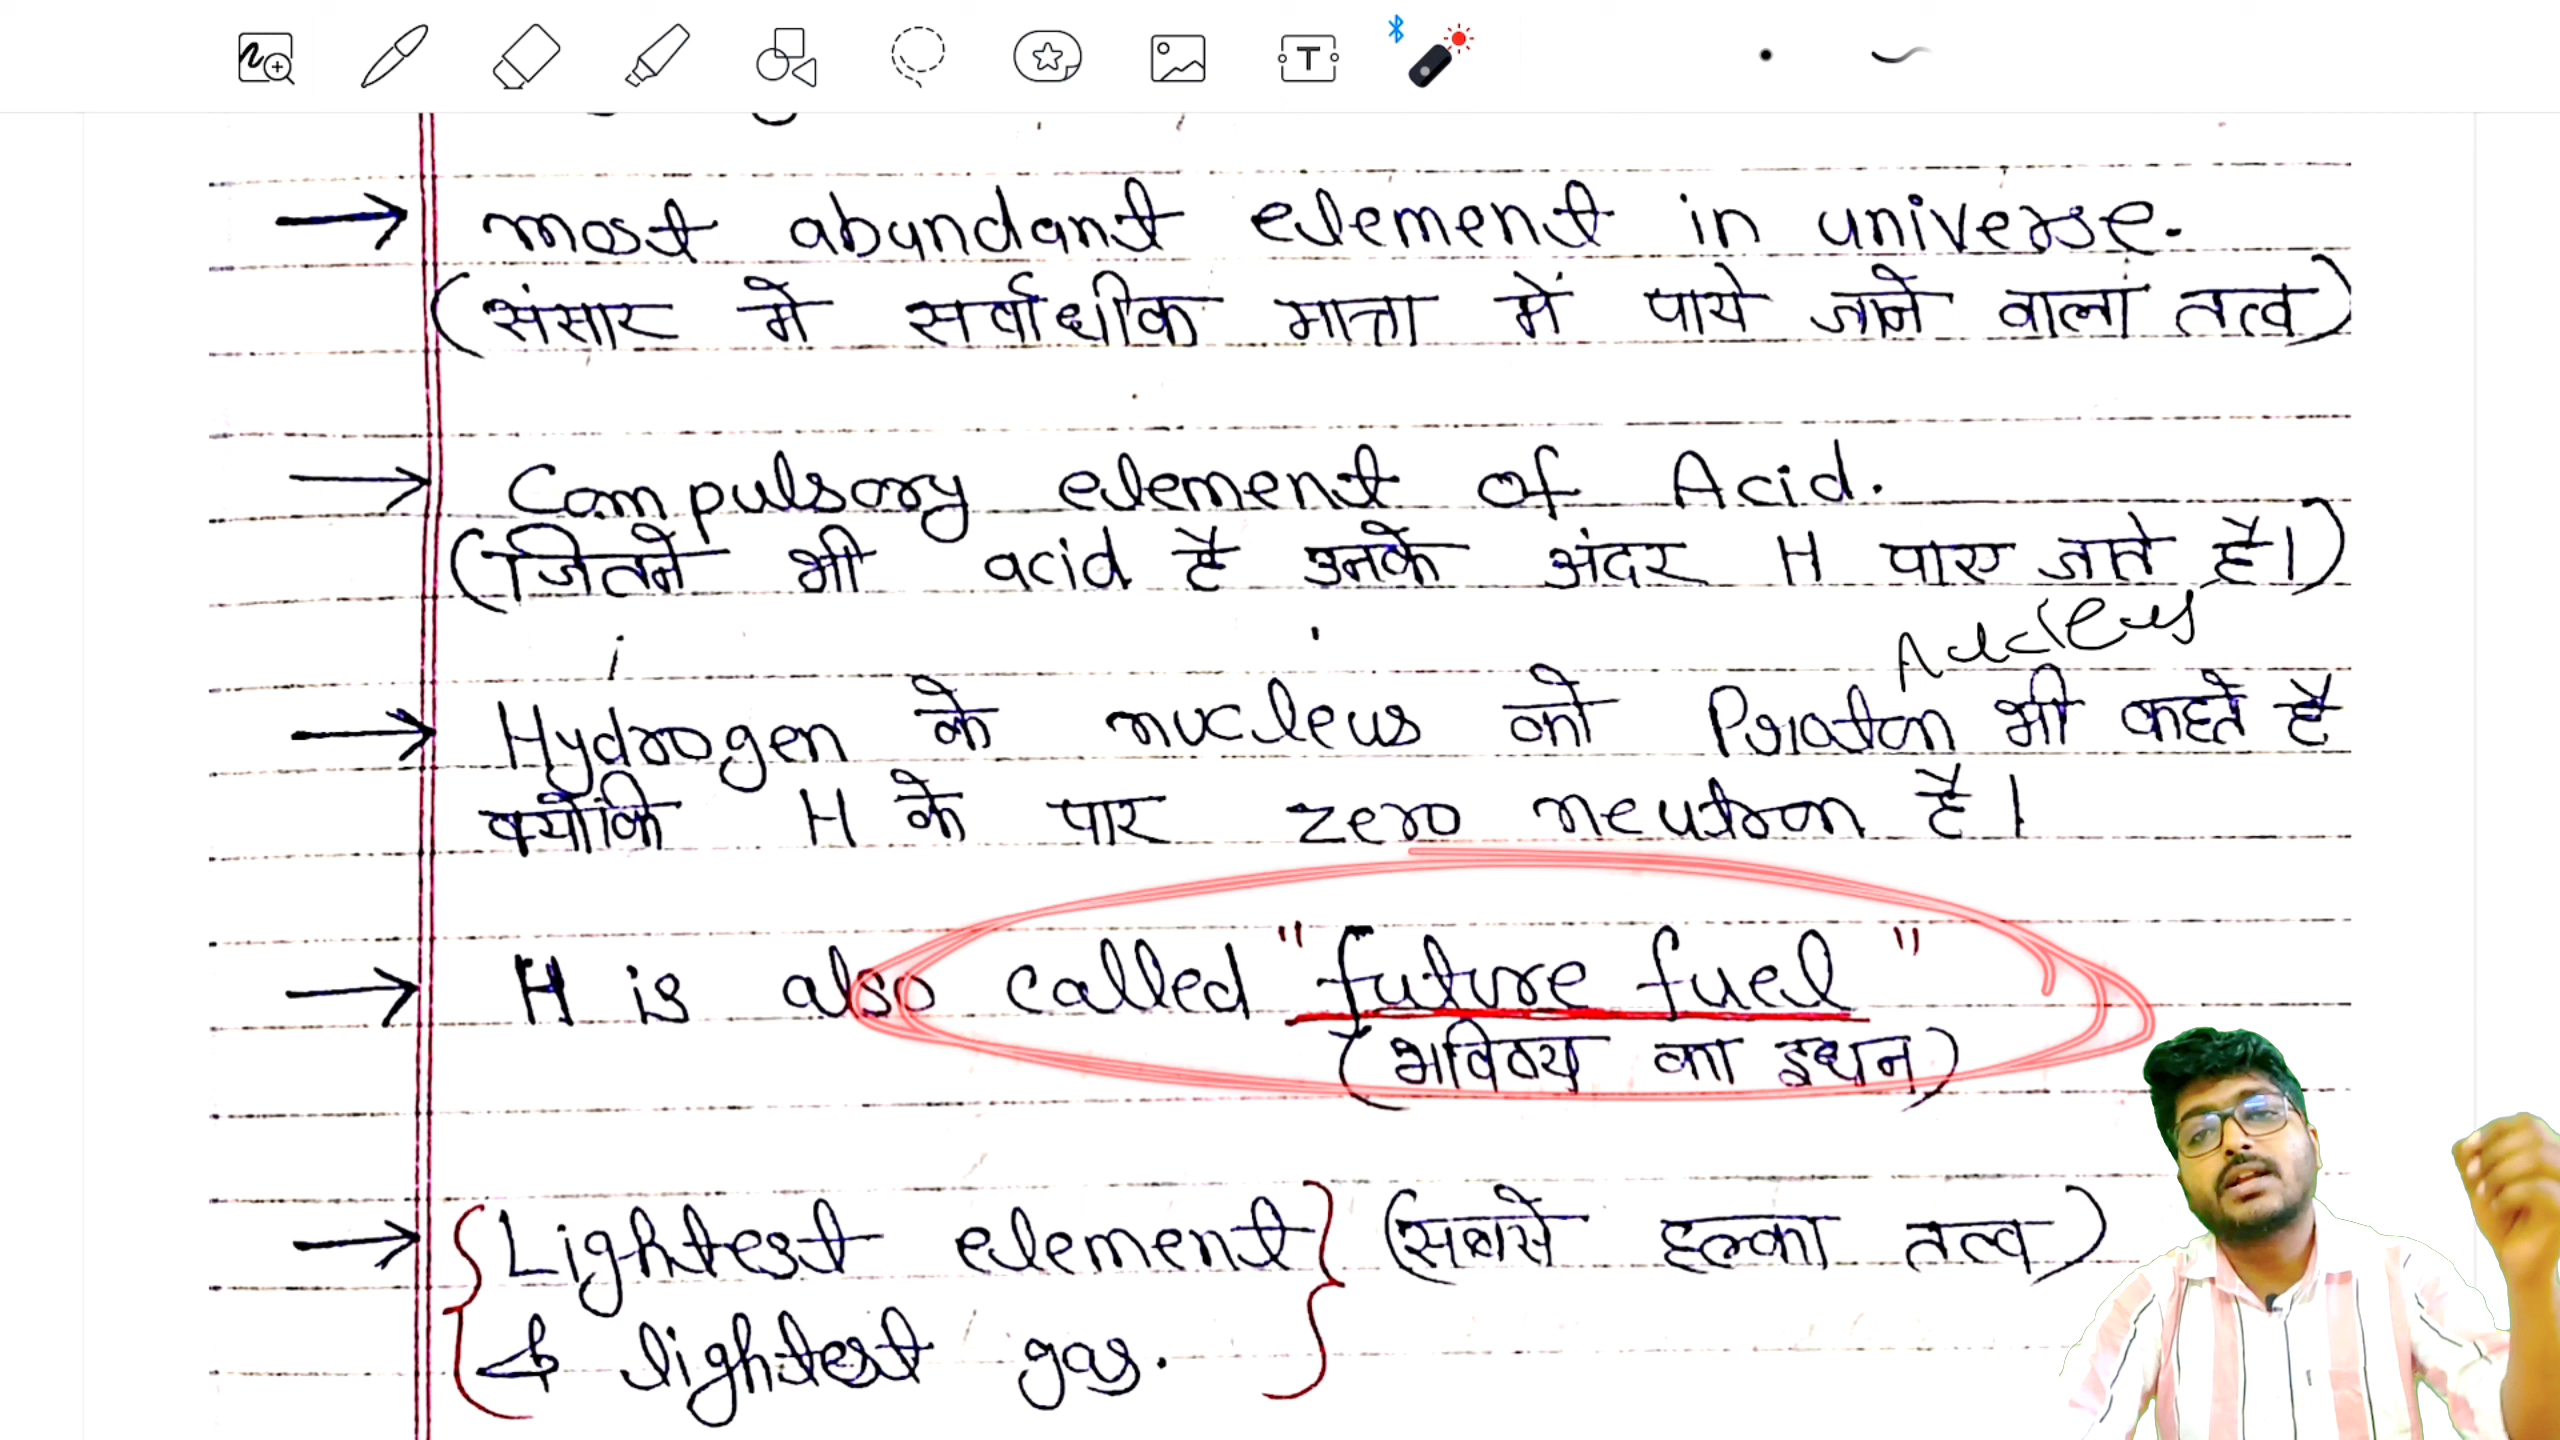 → most abundant element in universe.
(संसार मे सर्वाधीक मात्रा में पाये जाने वाला तत्व)
→ Compulsory element of Acid.
(जितने भी acid है उनके अंदर H पाए जाते है।)
Nucleus
→ Hydrogen के nucleus को Proton भी कहते है
क्योंकि H के पार zero neutron है।
→ H is also called "future fuel"
(भविष्य का इधन)
→ {Lightest element} (सबसे हल्का तत्व)
& lightest gas.